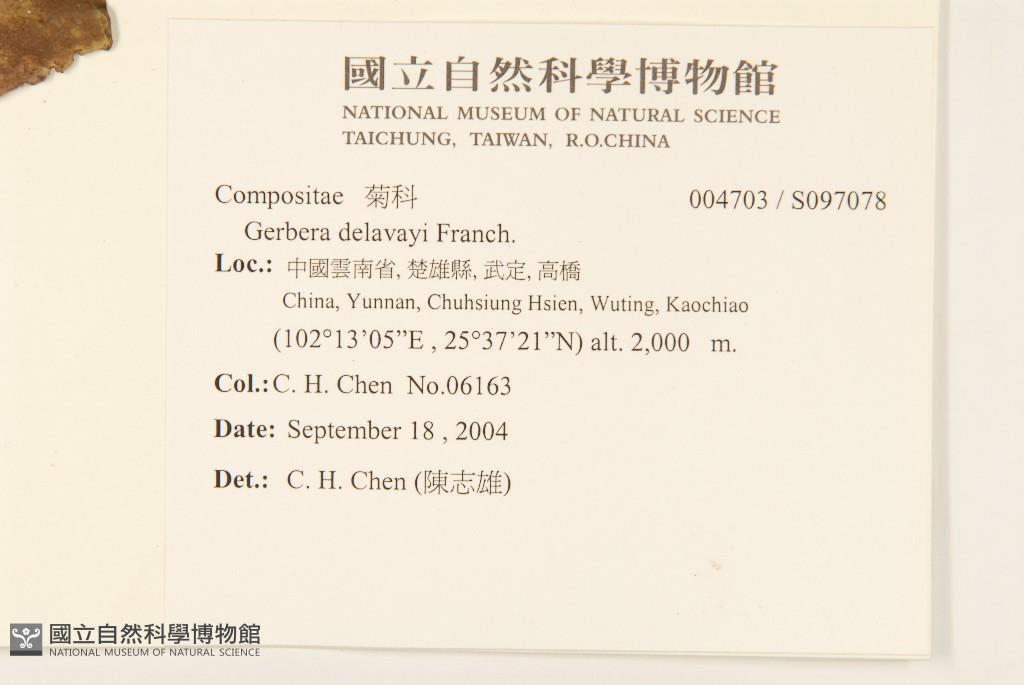 國立自然科學博物館
NATIONAL MUSEUM OF NATURAL SCIENCE
TAICHUNG, TAIWAN, R.O.CHINA
Compositae 菊科 004703 / S097078
Gerbera delavayi Franch.
Loc.: 中國雲南省, 楚雄縣, 武定, 高橋
China, Yunnan, Chuhsiung Hsien, Wuting, Kaochiao
(102°13’05”E , 25°37’21”N) alt. 2,000 m.
Col.: C. H. Chen No.06163
Date: September 18 , 2004
Det.: C. H. Chen (陳志雄)
國立自然科學博物館
NATIONAL MUSEUM OF NATURAL SCIENCE